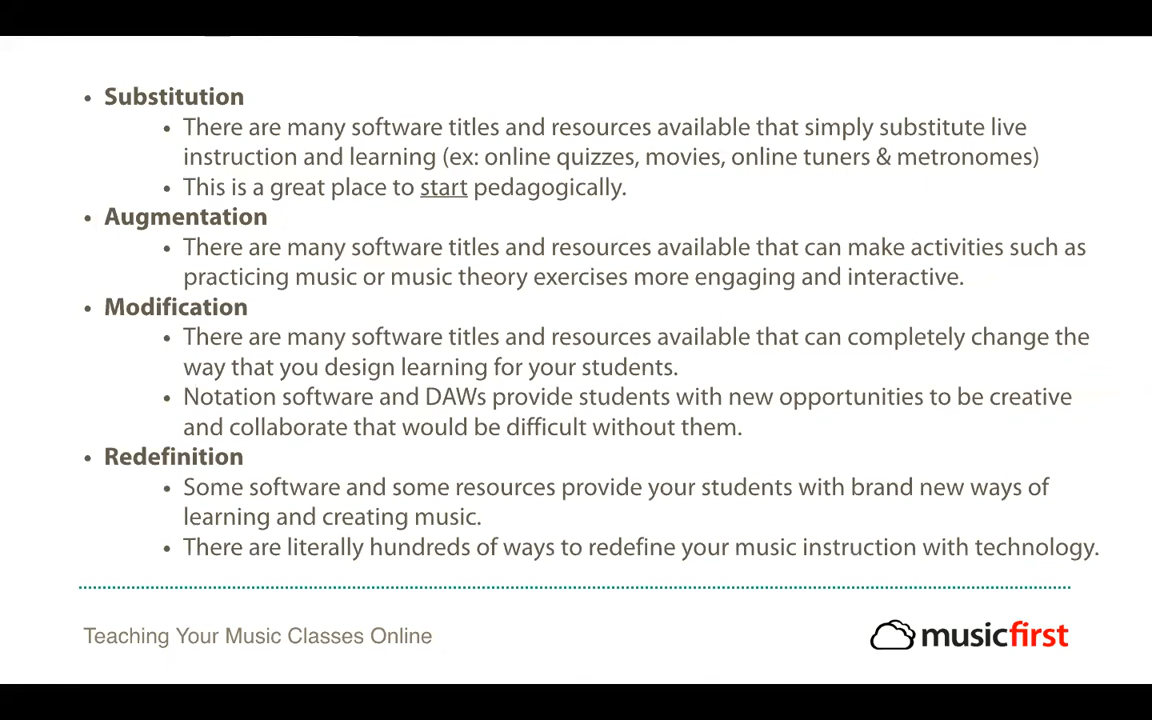 • Substitution
• There are many software titles and resources available that simply substitute live
instruction and learning (ex: online quizzes, movies, online tuners & metronomes)
• This is a great place to start pedagogically.
• Augmentation
• There are many software titles and resources available that can make activities such as
practicing music or music theory exercises more engaging and interactive.
• Modification
• There are many software titles and resources available that can completely change the
way that you design learning for your students.
• Notation software and DAWs provide students with new opportunities to be creative
and collaborate that would be difficult without them.
• Redefinition
• Some software and some resources provide your students with brand new ways of
learning and creating music.
• There are literally hundreds of ways to redefine your music instruction with technology.
Teaching Your Music Classes Online
musicfirst